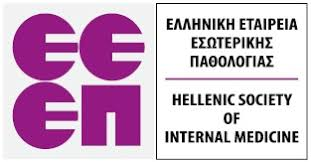 ΕΕ
ΕΠ
ΕΛΛΗΝΙΚΗ ΕΤΑΙΡΕΙΑ
ΕΣΩΤΕΡΙΚΗΣ
ΠΑΘΟΛΟΓΙΑΣ
HELLENIC SOCIETY
OF
INTERNAL MEDICINE